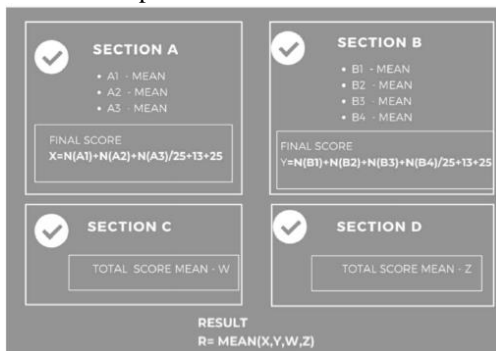 SECTION A
• A1 - MEAN
• A2 - MEAN
• A3 - MEAN
FINAL SCORE
X=N(A1)+N(A2)+N(A3)/25+13+25
SECTION B
• B1 - MEAN
• B2 - MEAN
• B3 - MEAN
• B4 - MEAN
FINAL SCORE
Y=N(B1)+N(B2)+N(B3)+N(B4)/25+13+25
SECTION C
TOTAL SCORE MEAN - W
SECTION D
TOTAL SCORE MEAN - Z
RESULT
R= MEAN(X,Y,W,Z)